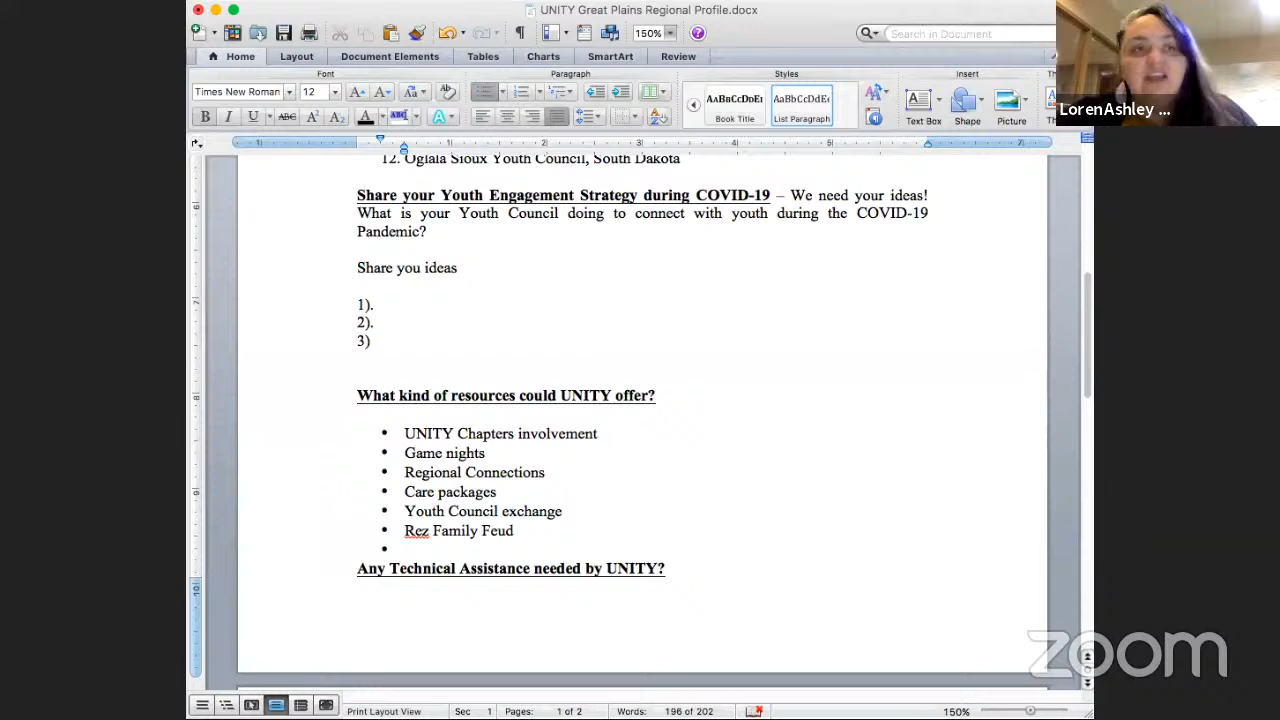 UNITY Great Plains Regional Profile.docx
150%
Search in Document
Home Layout Document Elements Tables Charts SmartArt Review
Font Paragraph Styles Insert
Times New Roman 12
AaBbCcDdEe AaBbCcDdEe
Book Title List Paragraph
Text Box Shape Picture
B I U ABC A² A₂
LorenAshley ...
12. Oglala Sioux Youth Council, South Dakota
Share your Youth Engagement Strategy during COVID-19 – We need your ideas!
What is your Youth Council doing to connect with youth during the COVID-19
Pandemic?
Share you ideas
1).
2).
3)
What kind of resources could UNITY offer?
• UNITY Chapters involvement
• Game nights
• Regional Connections
• Care packages
• Youth Council exchange
• Rez Family Feud
•
Any Technical Assistance needed by UNITY?
zoom
Print Layout View Sec 1 Pages: 1 of 2 Words: 196 of 202 150%